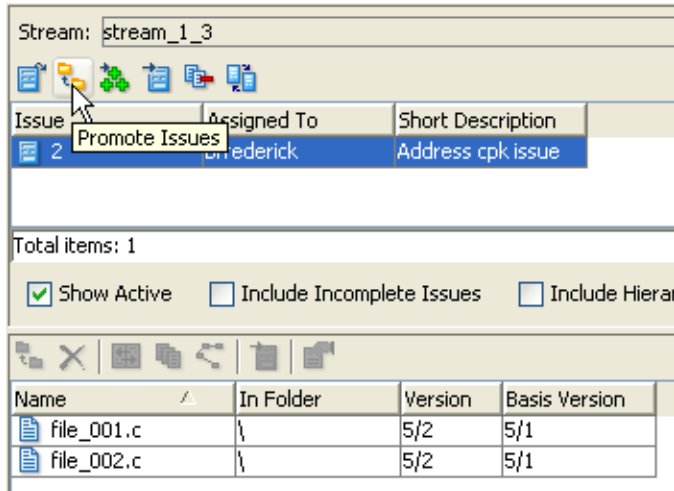 Stream: stream_1_3
Issue Assigned To Short Description
Promote Issues
2 Address cpk issue
Total items: 1
Show Active Include Incomplete Issues Include Hierar
Name In Folder Version Basis Version
file_001.c \ 5/2 5/1
file_002.c \ 5/2 5/1